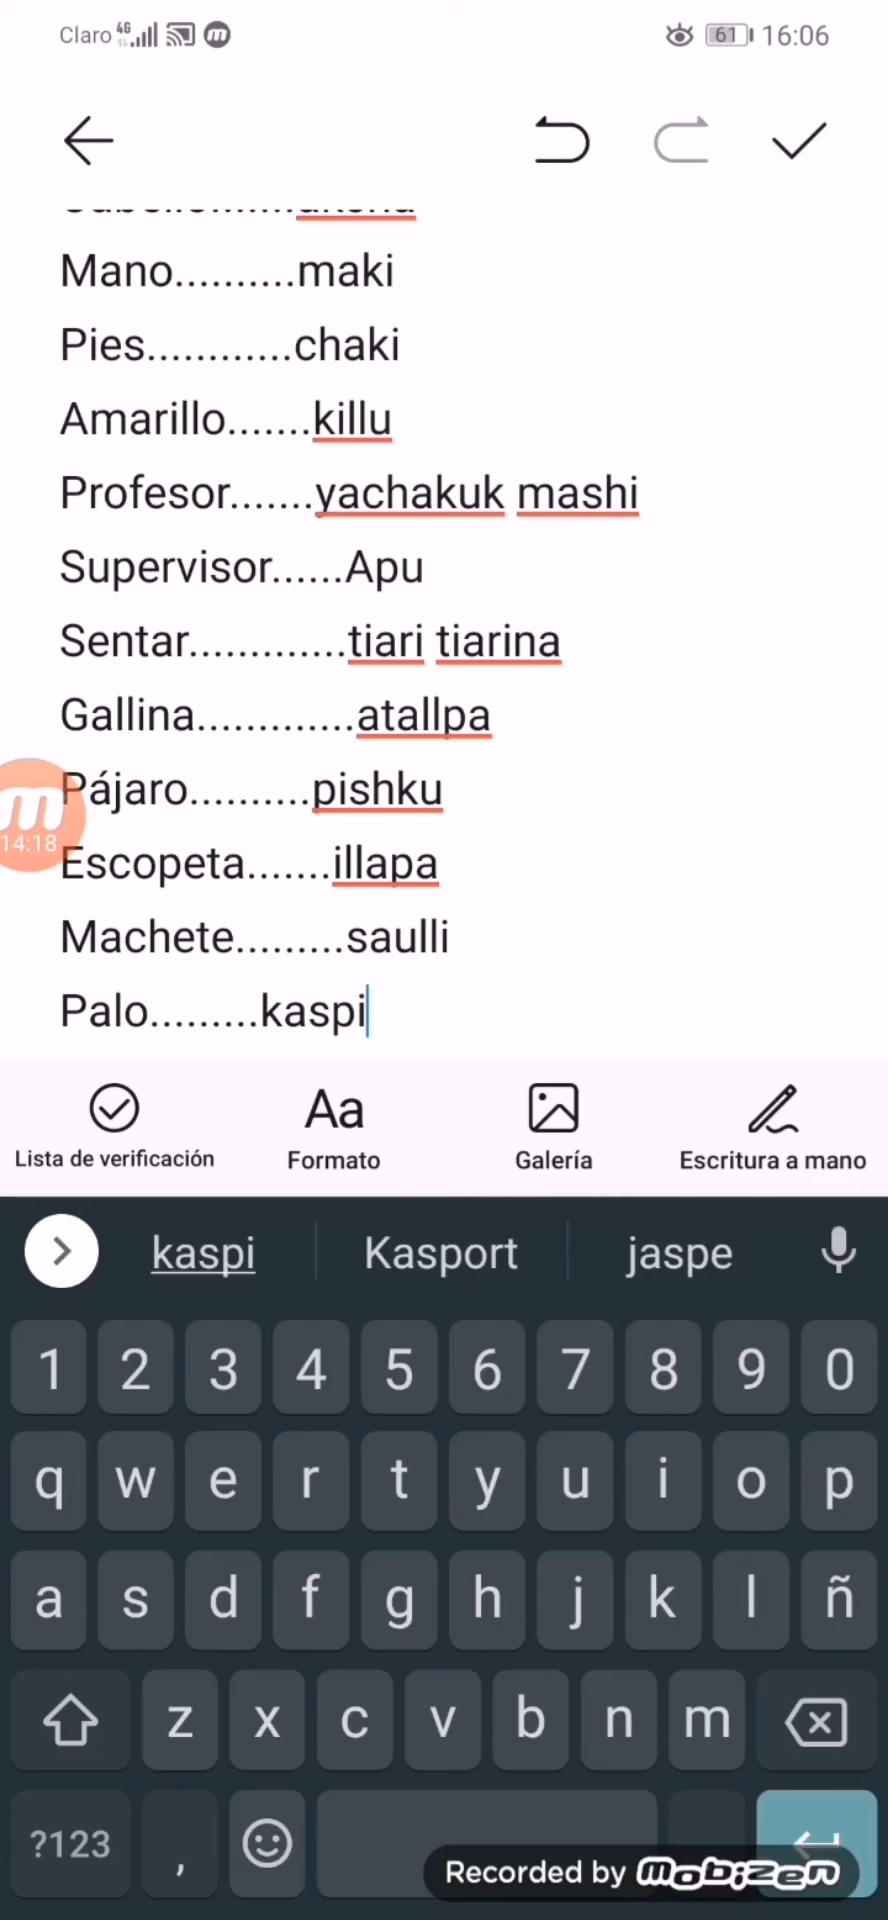 Claro 4G 61 16:06
Mano..........maki
Pies............chaki
Amarillo.......killu
Profesor.......yachakuk mashi
Supervisor......Apu
Sentar.............tiari tiarina
Gallina.............atallpa
Pájaro..........pishku
14:18
Escopeta.......illapa
Machete.........saulli
Palo.........kaspi
Lista de verificación Aa Formato Galería Escritura a mano
kaspi Kasport jaspe
1 2 3 4 5 6 7 8 9 0
q w e r t y u i o p
a s d f g h j k l ñ
z x c v b n m
?123 ,
Recorded by mobizen